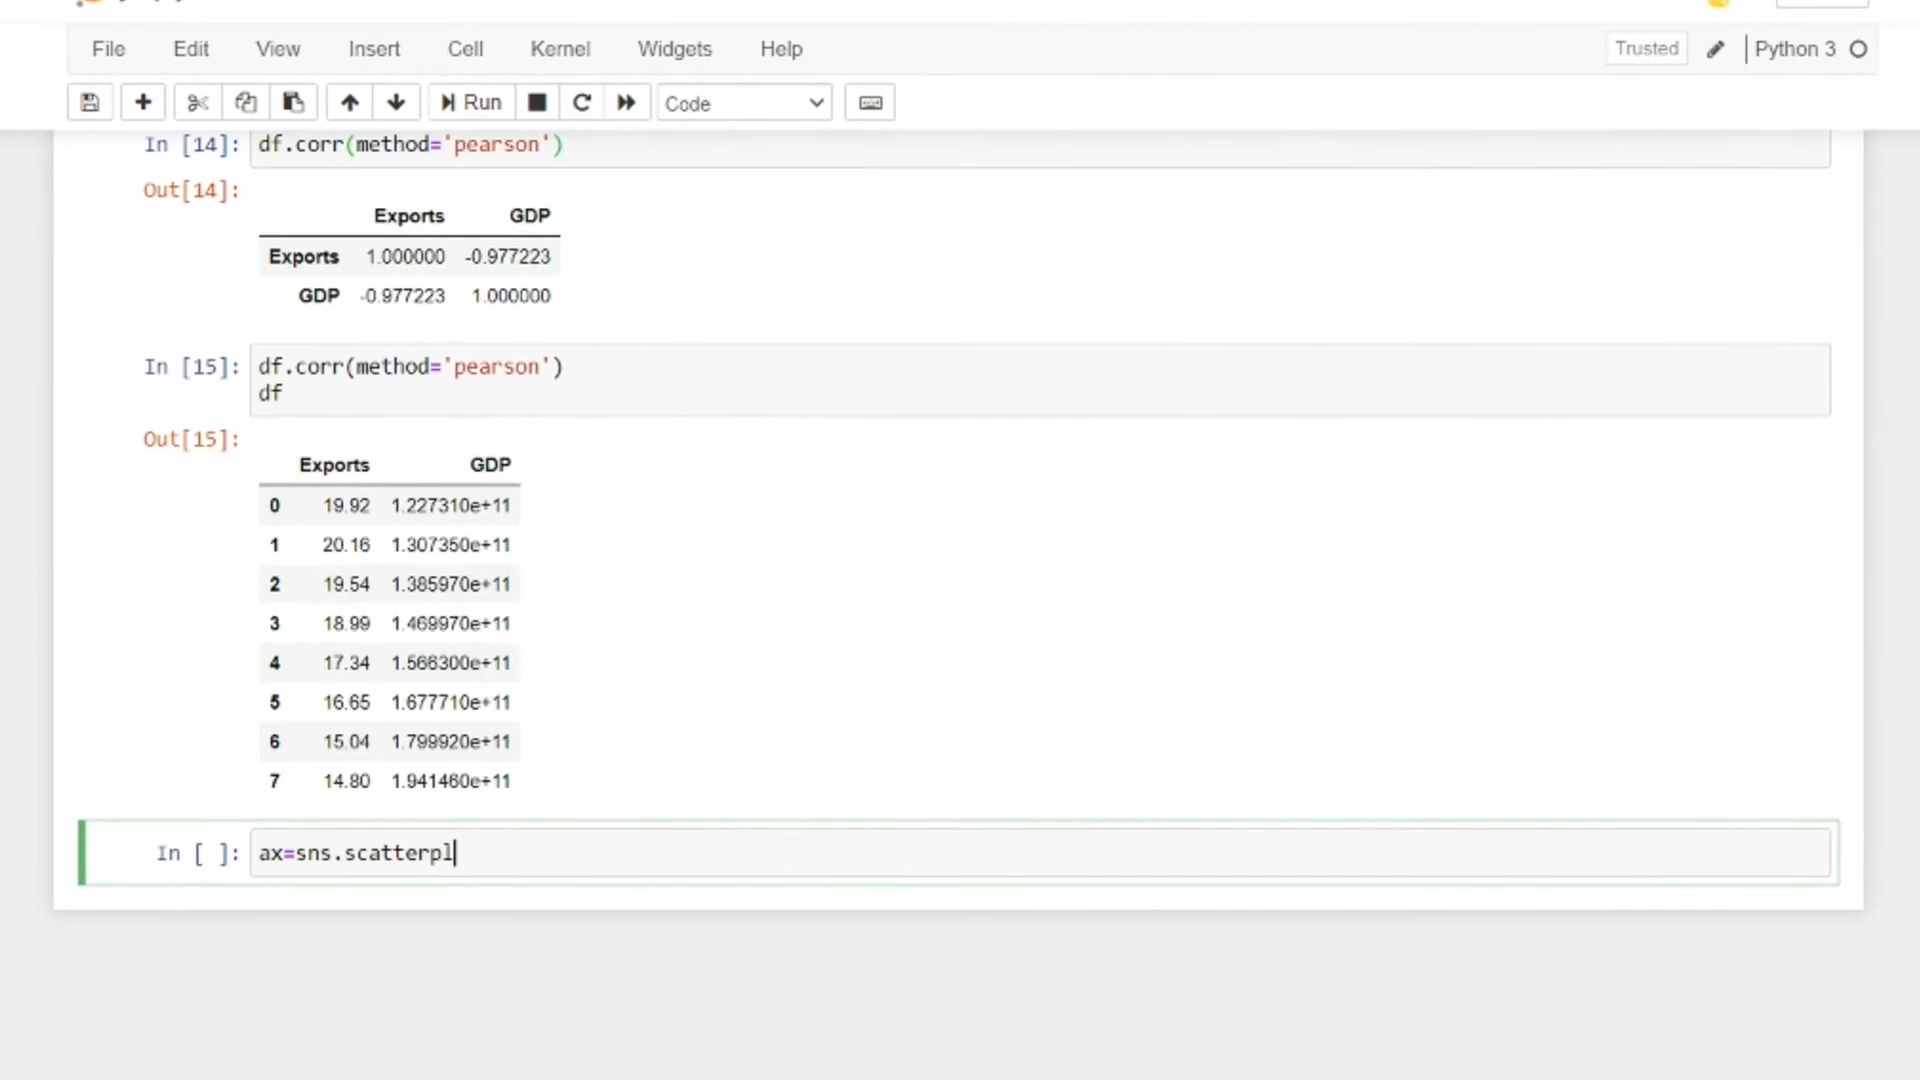 File Edit View Insert Cell Kernel Widgets Help Trusted Python 3
Run Code
In [14]: df.corr(method='pearson')
Out[14]:
Exports GDP
Exports 1.000000 -0.977223
GDP -0.977223 1.000000
In [15]: df.corr(method='pearson')
df
Out[15]:
Exports GDP
0 19.92 1.227310e+11
1 20.16 1.307350e+11
2 19.54 1.385970e+11
3 18.99 1.469970e+11
4 17.34 1.566300e+11
5 16.65 1.677710e+11
6 15.04 1.799920e+11
7 14.80 1.941460e+11
In [ ]: ax=sns.scatterpl